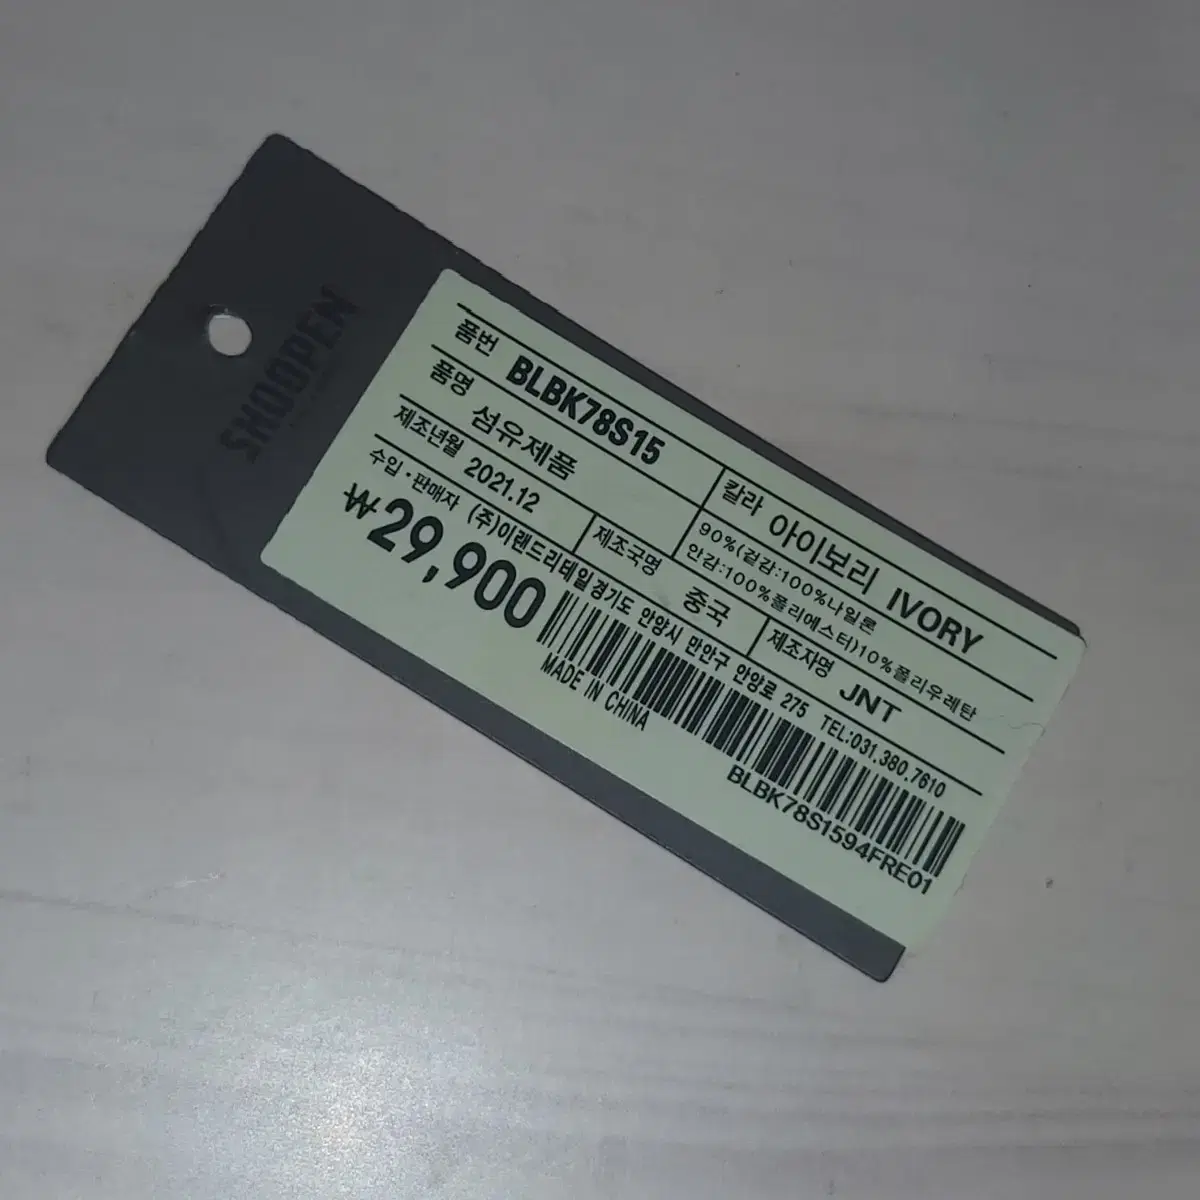 SHOOPEN
품번 BLBK78S15
품명 섬유제품
칼라 아이보리 IVORY
90%(겉감:100%나일론
안감:100%폴리에스터)10%폴리우레탄
제조년월 2021.12
제조국명 중국
제조자명 JNT
수입·판매자 (주)이랜드리테일 경기도 안양시 만안구 안양로 275 TEL:031.380.7610
₩29,900
MADE IN CHINA
BLBK78S1594FRE01